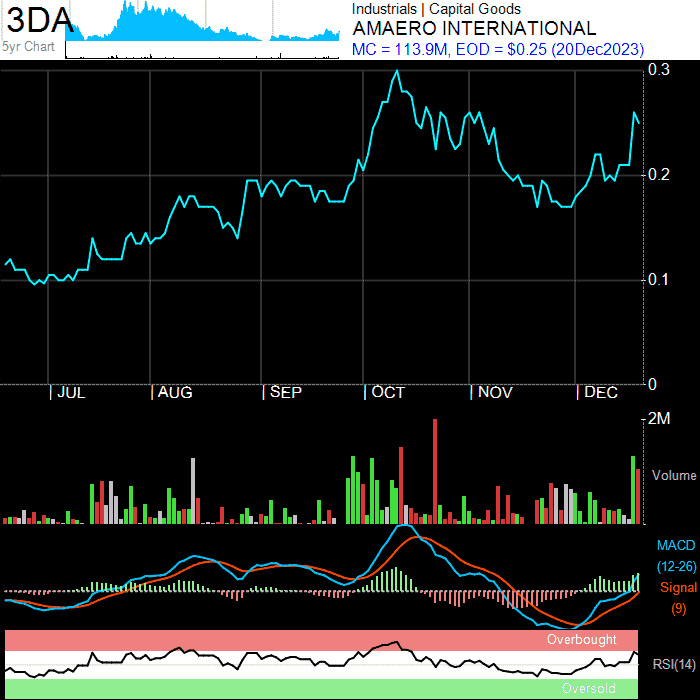 3DA
5yr Chart
Industrials | Capital Goods
AMAERO INTERNATIONAL
MC = 113.9M, EOD = $0.25 (20Dec2023)
0.3
0.2
0.1
0
| JUL | AUG | SEP | OCT | NOV | DEC
2M
Volume
MACD
(12-26)
Signal
(9)
Overbought
RSI(14)
Oversold